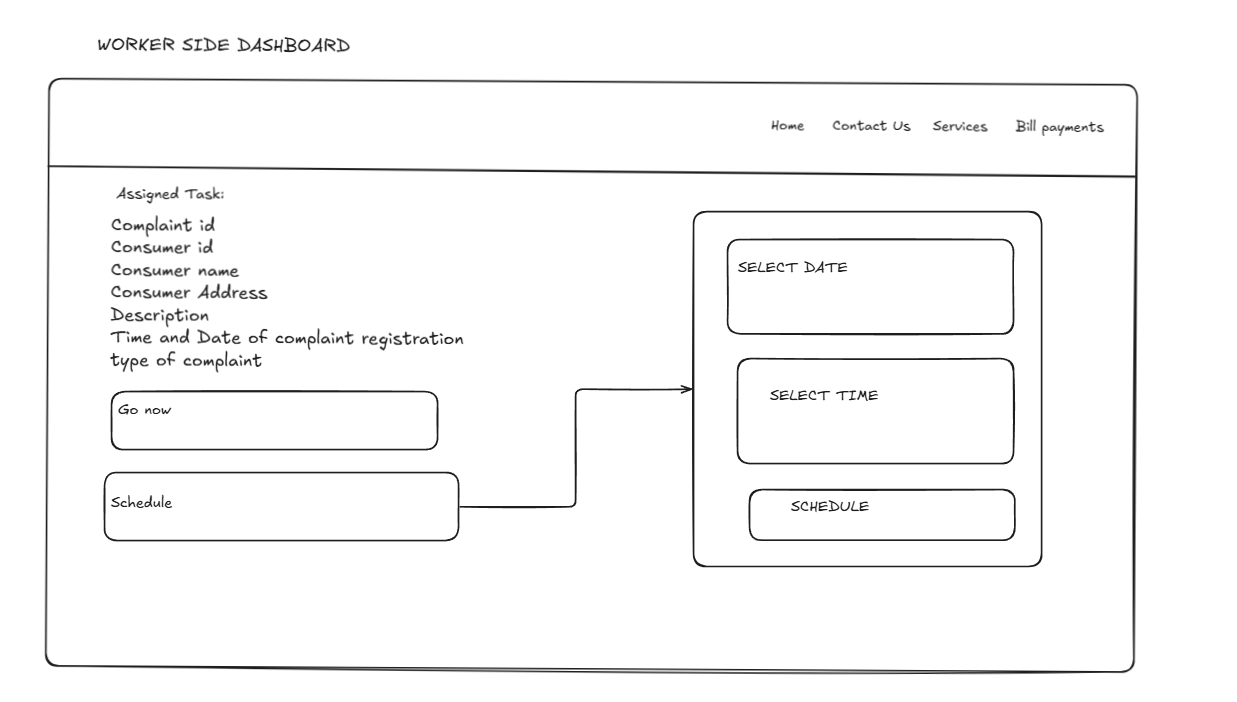 WORKER SIDE DASHBOARD
Home Contact Us Services Bill payments
Assigned Task:
Complaint id
Consumer id
Consumer name
Consumer Address
Description
Time and Date of complaint registration
type of complaint
Go now
Schedule
SELECT DATE
SELECT TIME
SCHEDULE